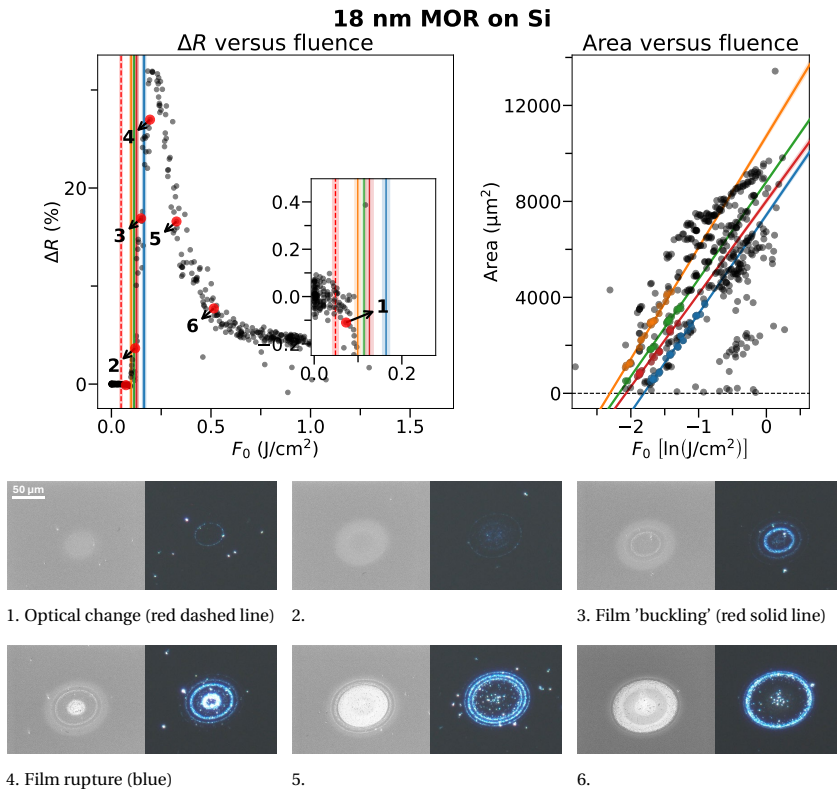 18 nm MOR on Si
ΔR versus fluence
Area versus fluence
ΔR (%)
20
0
0.0 0.5 1.0 1.5
F₀ (J/cm²)
1
2
3
4
5
6
0.4
0.2
0.0
−0.2
0.0 0.2
Area (μm²)
12000
8000
4000
0
−2 −1 0
F₀ [ln(J/cm²)]
50 μm
1. Optical change (red dashed line)
2.
3. Film 'buckling' (red solid line)
4. Film rupture (blue)
5.
6.